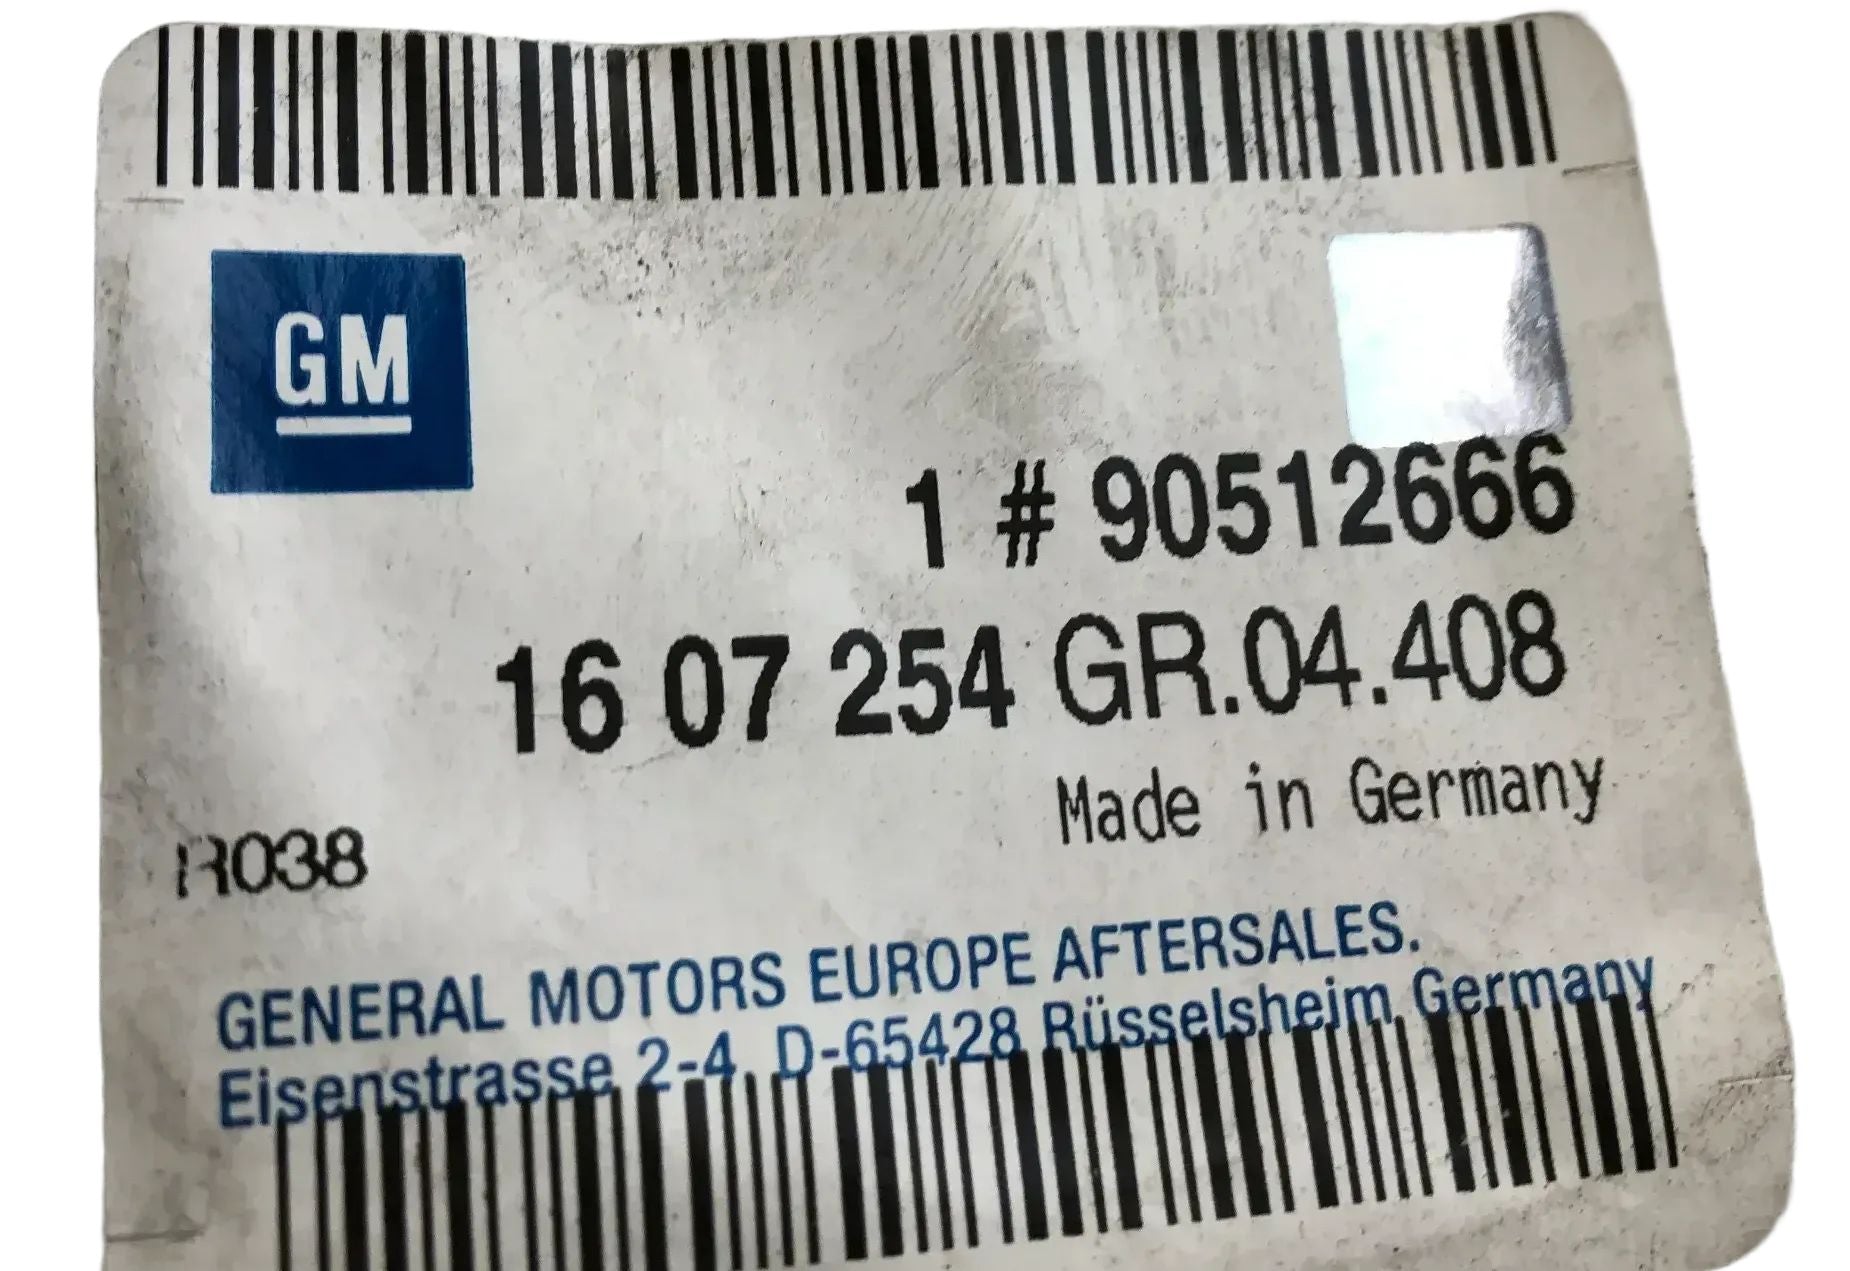 GM
1 # 90512666
16 07 254 GR.04.408
Made in Germany
R038
GENERAL MOTORS EUROPE AFTERSALES.
Eisenstrasse 2-4, D-65428 Rüsselsheim, Germany